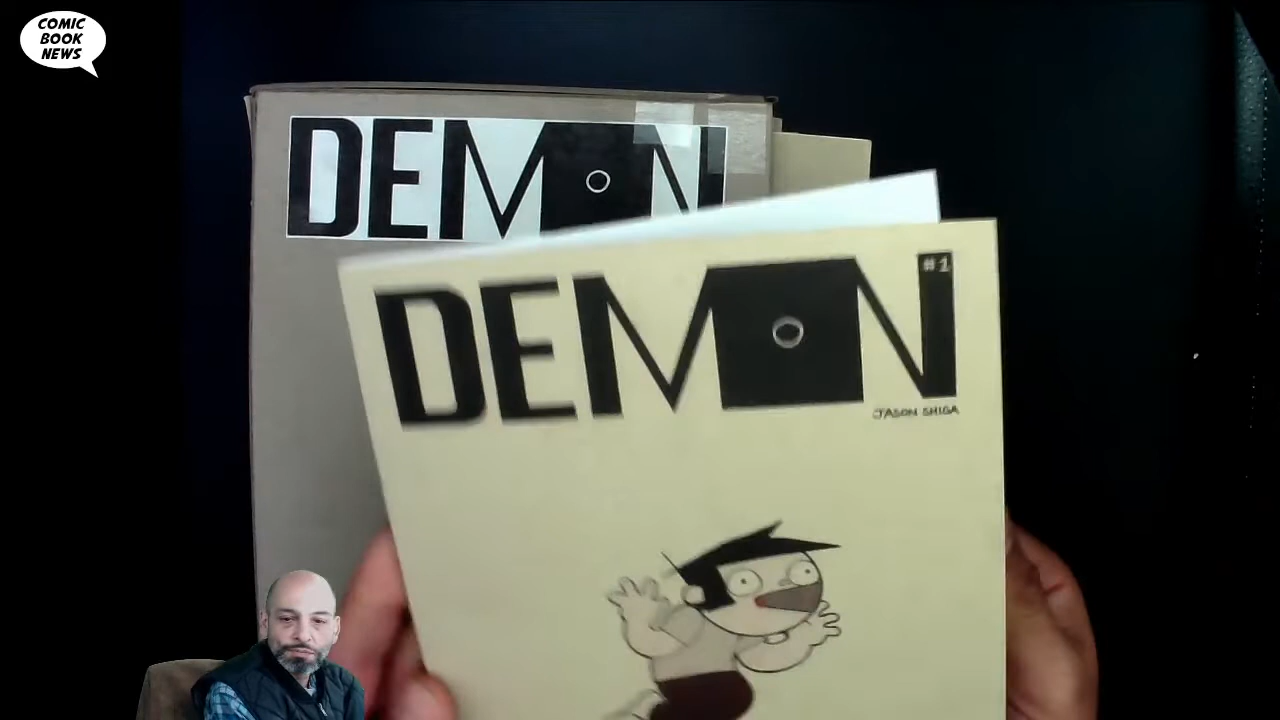 COMIC
BOOK
NEWS
DEMON
DEMON
#1
JASON SHIGA